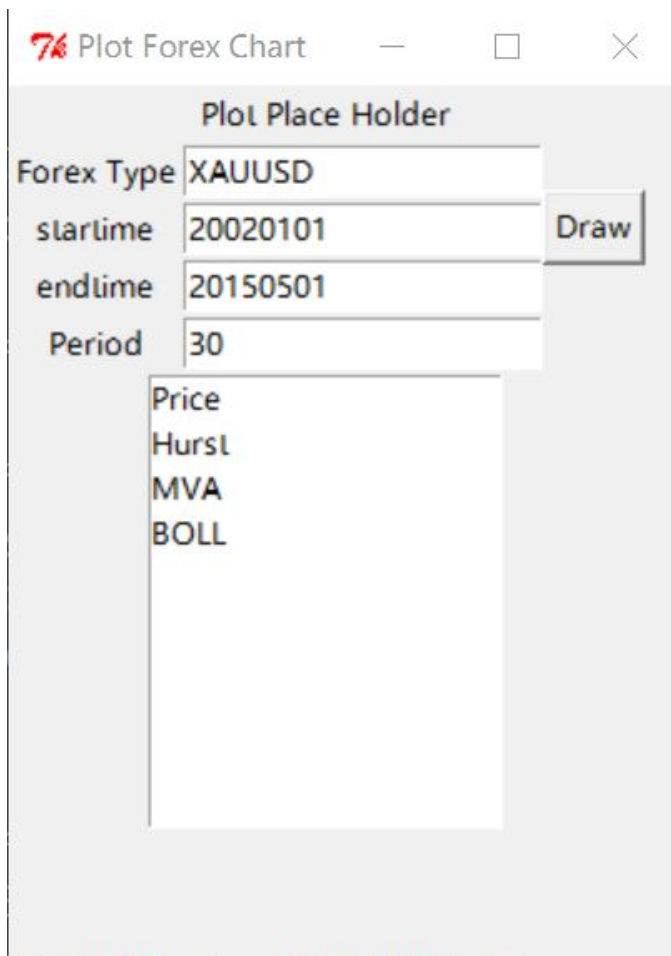 Plot Forex Chart
Plot Place Holder
Forex Type XAUUSD
startime 20020101 Draw
endtime 20150501
Period 30
Price
Hurst
MVA
BOLL